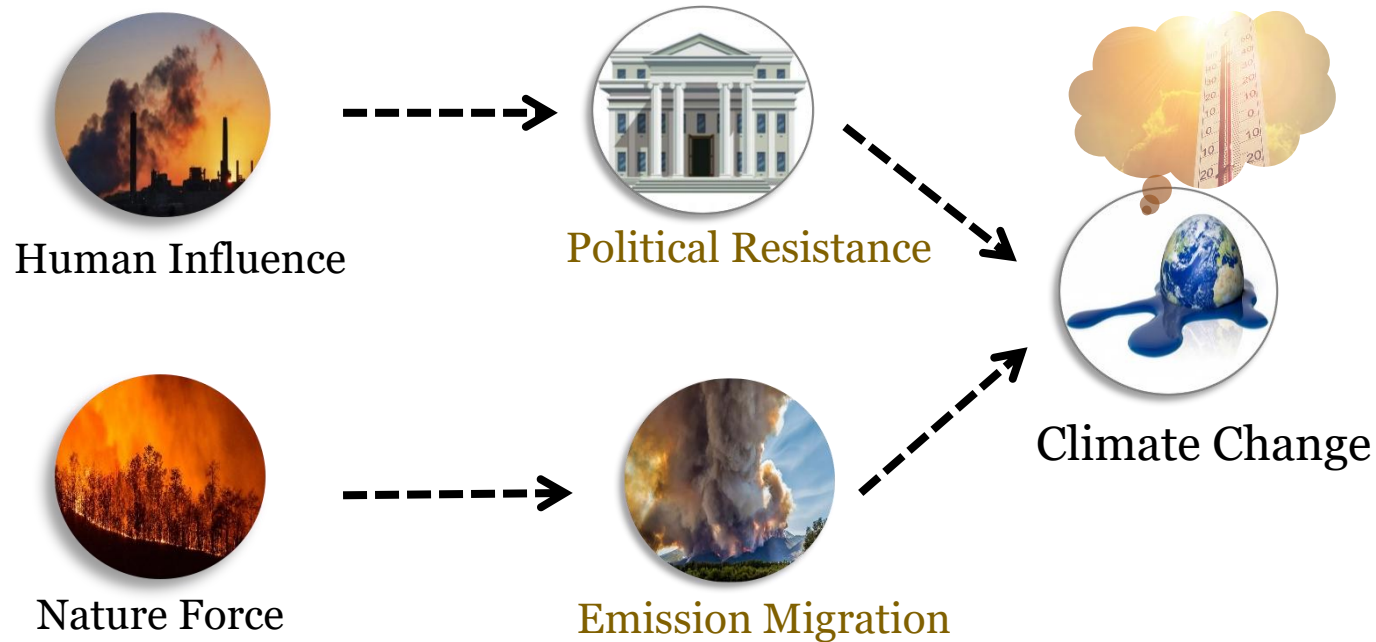 Human Influence
Political Resistance
Climate Change
Nature Force
Emission Migration